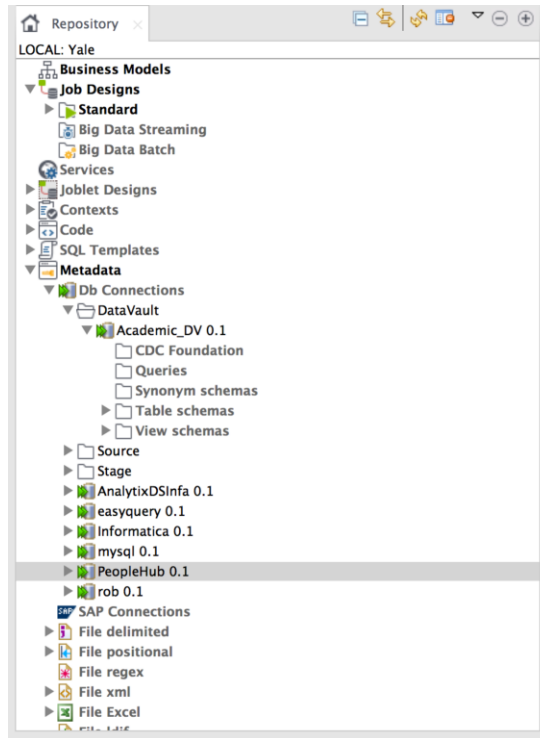 Repository
LOCAL: Yale
Business Models
Job Designs
Standard
Big Data Streaming
Big Data Batch
Services
Joblet Designs
Contexts
Code
SQL Templates
Metadata
Db Connections
DataVault
Academic_DV 0.1
CDC Foundation
Queries
Synonym schemas
Table schemas
View schemas
Source
Stage
AnalytixDSInfa 0.1
easyquery 0.1
Informatica 0.1
mysql 0.1
PeopleHub 0.1
rob 0.1
SAP SAP Connections
File delimited
File positional
File regex
File xml
File Excel